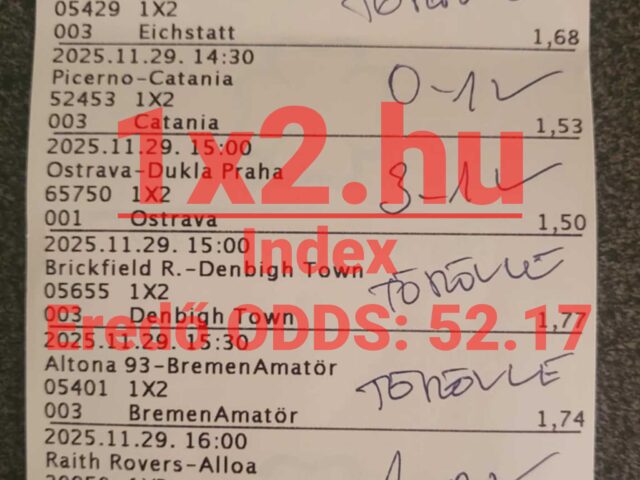 05429 1X2
003 Eichstatt 1,68
2025.11.29. 14:30
Picerno-Catania
52453 1X2 0-1 ✓
003 Catania 1,53
2025.11.29. 15:00
Ostrava-Dukla Praha
65750 1X2 3-1 ✓
001 Ostrava 1,50
2025.11.29. 15:00
Brickfield R.-Denbigh Town
05655 1X2 TÖRÖLVE
003 Denbigh Town 1,77
2025.11.29. 15:30
Altona 93-BremenAmatör
05401 1X2 TÖRÖLVE
003 BremenAmatör 1,74
2025.11.29. 16:00
Raith Rovers-Alloa
1x2.hu
Index
Eredő ODDS: 52.17